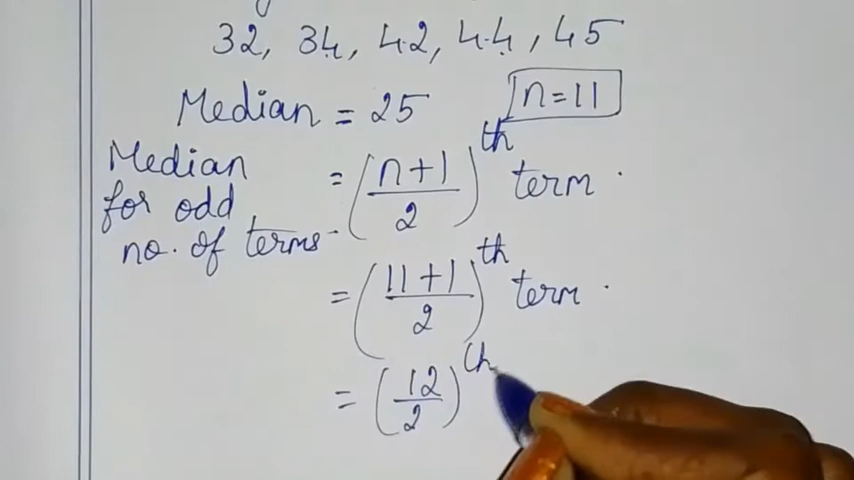 32, 34, 42, 44, 45
Median = 25 n=11
Median for odd no. of terms = (n+1/2)th term.
= (11+1/2)th term.
= (12/2)th